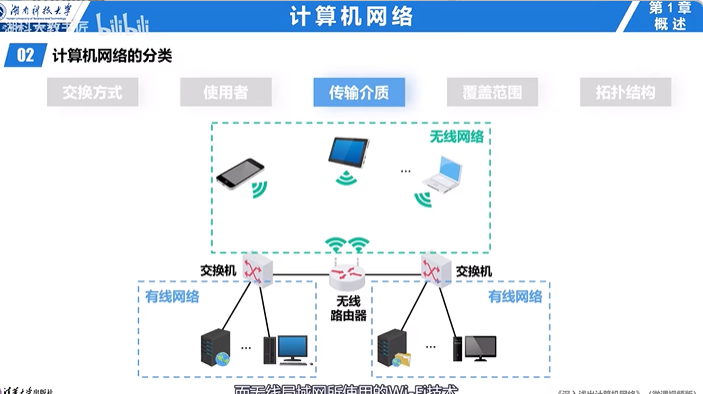 湖南科技大学
计算机网络
第1章
概述
湖科大教书匠 bilibili
02 计算机网络的分类
交换方式 使用者 传输介质 覆盖范围 拓扑结构
无线网络
...
交换机 交换机
有线网络 无线
路由器 有线网络
... ...
而无线局域网所使用的Wi-Fi技术
清华大学出版社 《深入浅出计算机网络》（微课视频版）